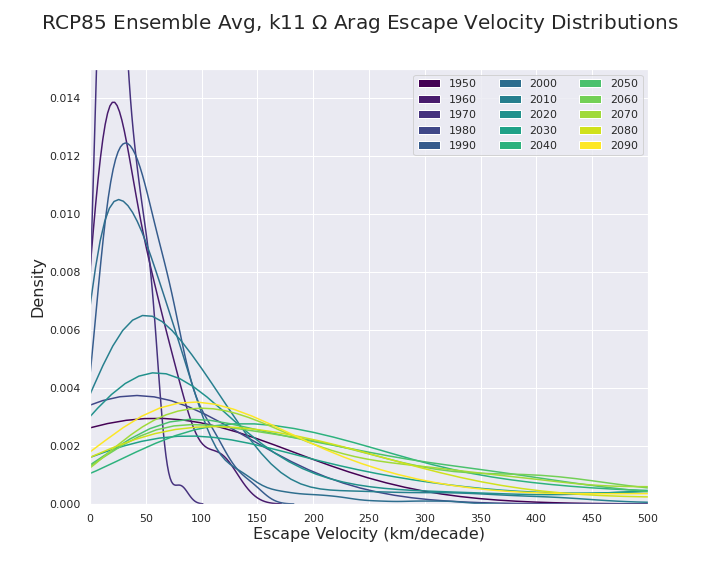 RCP85 Ensemble Avg, k11 Ω Arag Escape Velocity Distributions
1950 2000 2050
1960 2010 2060
1970 2020 2070
1980 2030 2080
1990 2040 2090
0.014
0.012
0.010
0.008
0.006
0.004
0.002
0.000
Density
0 50 100 150 200 250 300 350 400 450 500
Escape Velocity (km/decade)